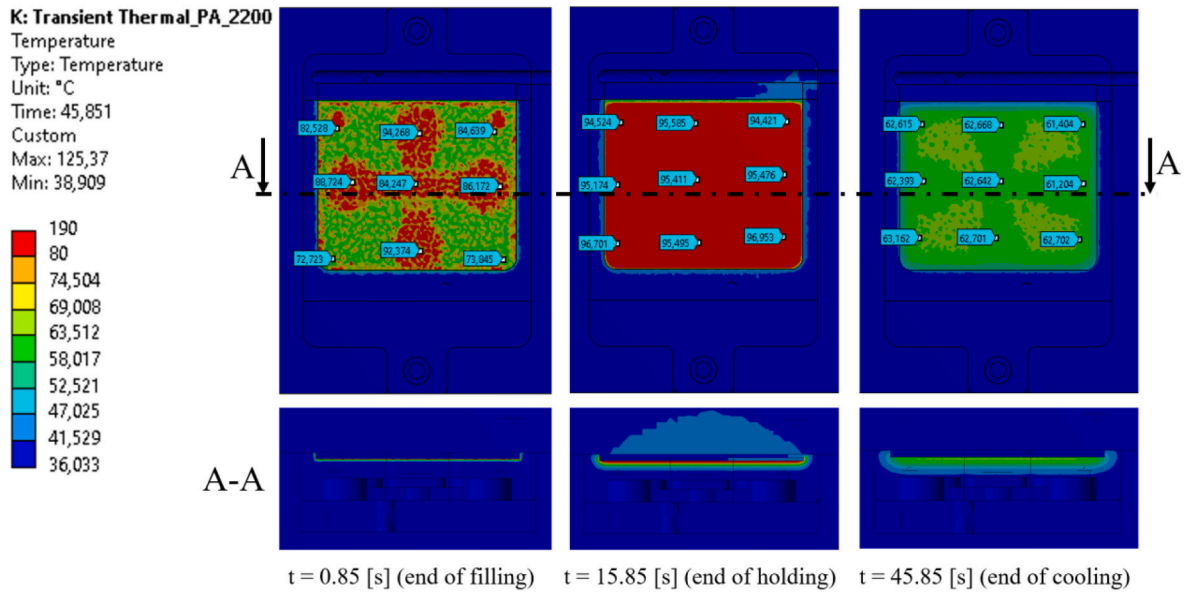 K: Transient Thermal_PA_2200
Temperature
Type: Temperature
Unit: °C
Time: 45,851
Custom
Max: 125,37
Min: 38,909
190
80
74,504
69,008
63,512
58,017
52,521
47,025
41,529
36,033
A
A
82,528
94,268
84,639
88,724
84,247
86,172
92,374
72,723
73,845
94,524
95,585
94,421
95,174
95,411
95,476
96,701
95,495
96,953
62,615
62,668
61,404
62,393
62,642
61,204
63,162
62,701
62,702
A-A
t = 0.85 [s] (end of filling)
t = 15.85 [s] (end of holding)
t = 45.85 [s] (end of cooling)